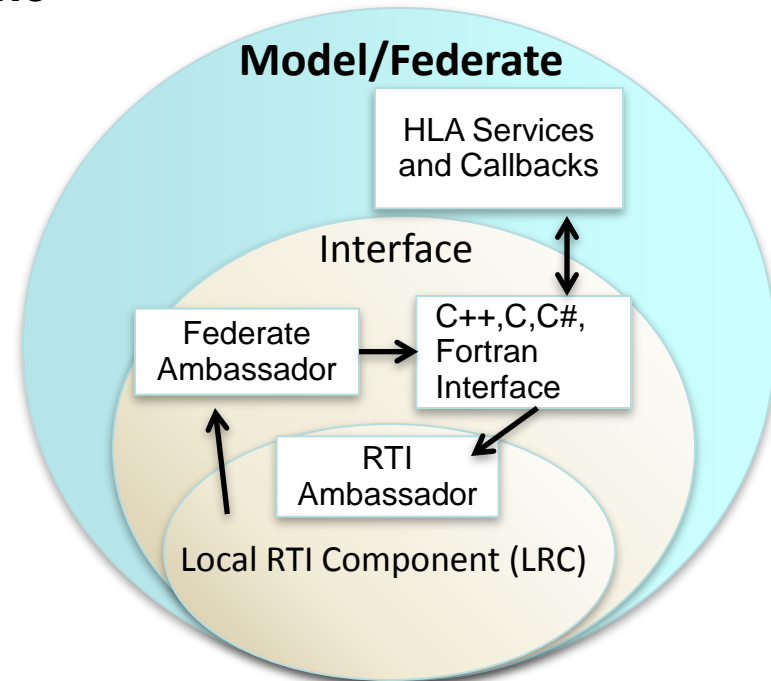 Model/Federate
HLA Services
and Callbacks
Interface
Federate
Ambassador
C++,C,C#,
Fortran
Interface
RTI
Ambassador
Local RTI Component (LRC)